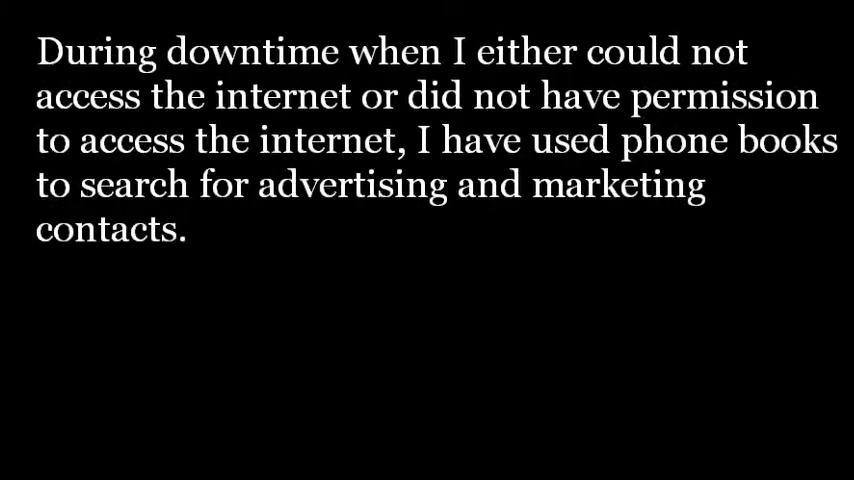 During downtime when I either could not
access the internet or did not have permission
to access the internet, I have used phone books
to search for advertising and marketing
contacts.